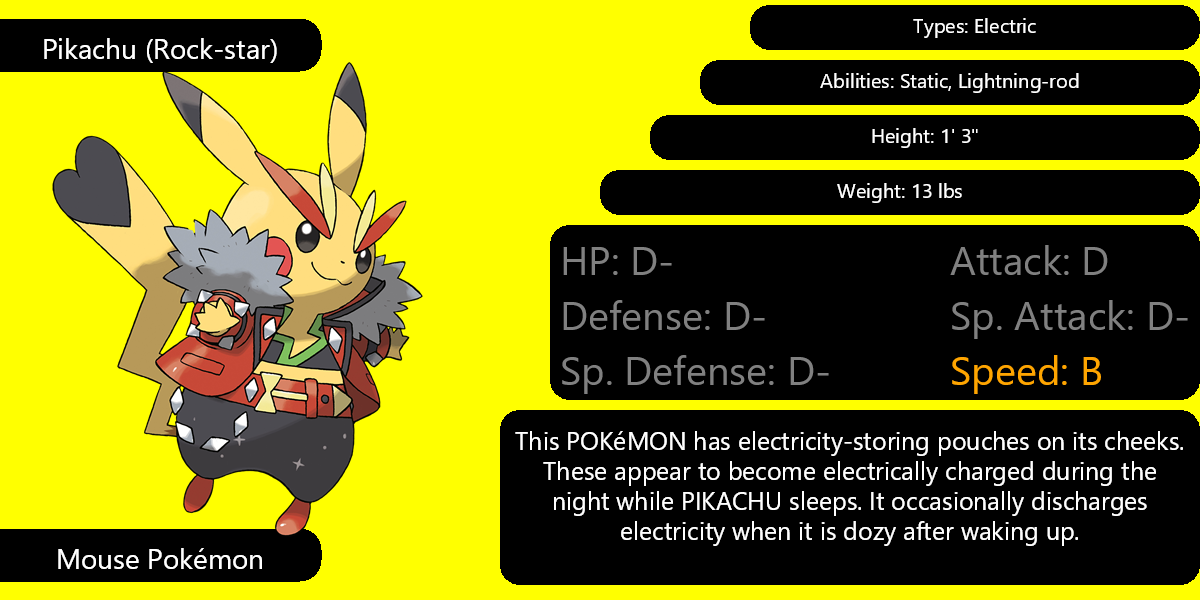 Pikachu (Rock-star)
Types: Electric
Abilities: Static, Lightning-rod
Height: 1' 3"
Weight: 13 lbs
HP: D-
Attack: D
Defense: D-
Sp. Attack: D-
Sp. Defense: D-
Speed: B
This POKéMON has electricity-storing pouches on its cheeks.
These appear to become electrically charged during the
night while PIKACHU sleeps. It occasionally discharges
electricity when it is dozy after waking up.
Mouse Pokémon